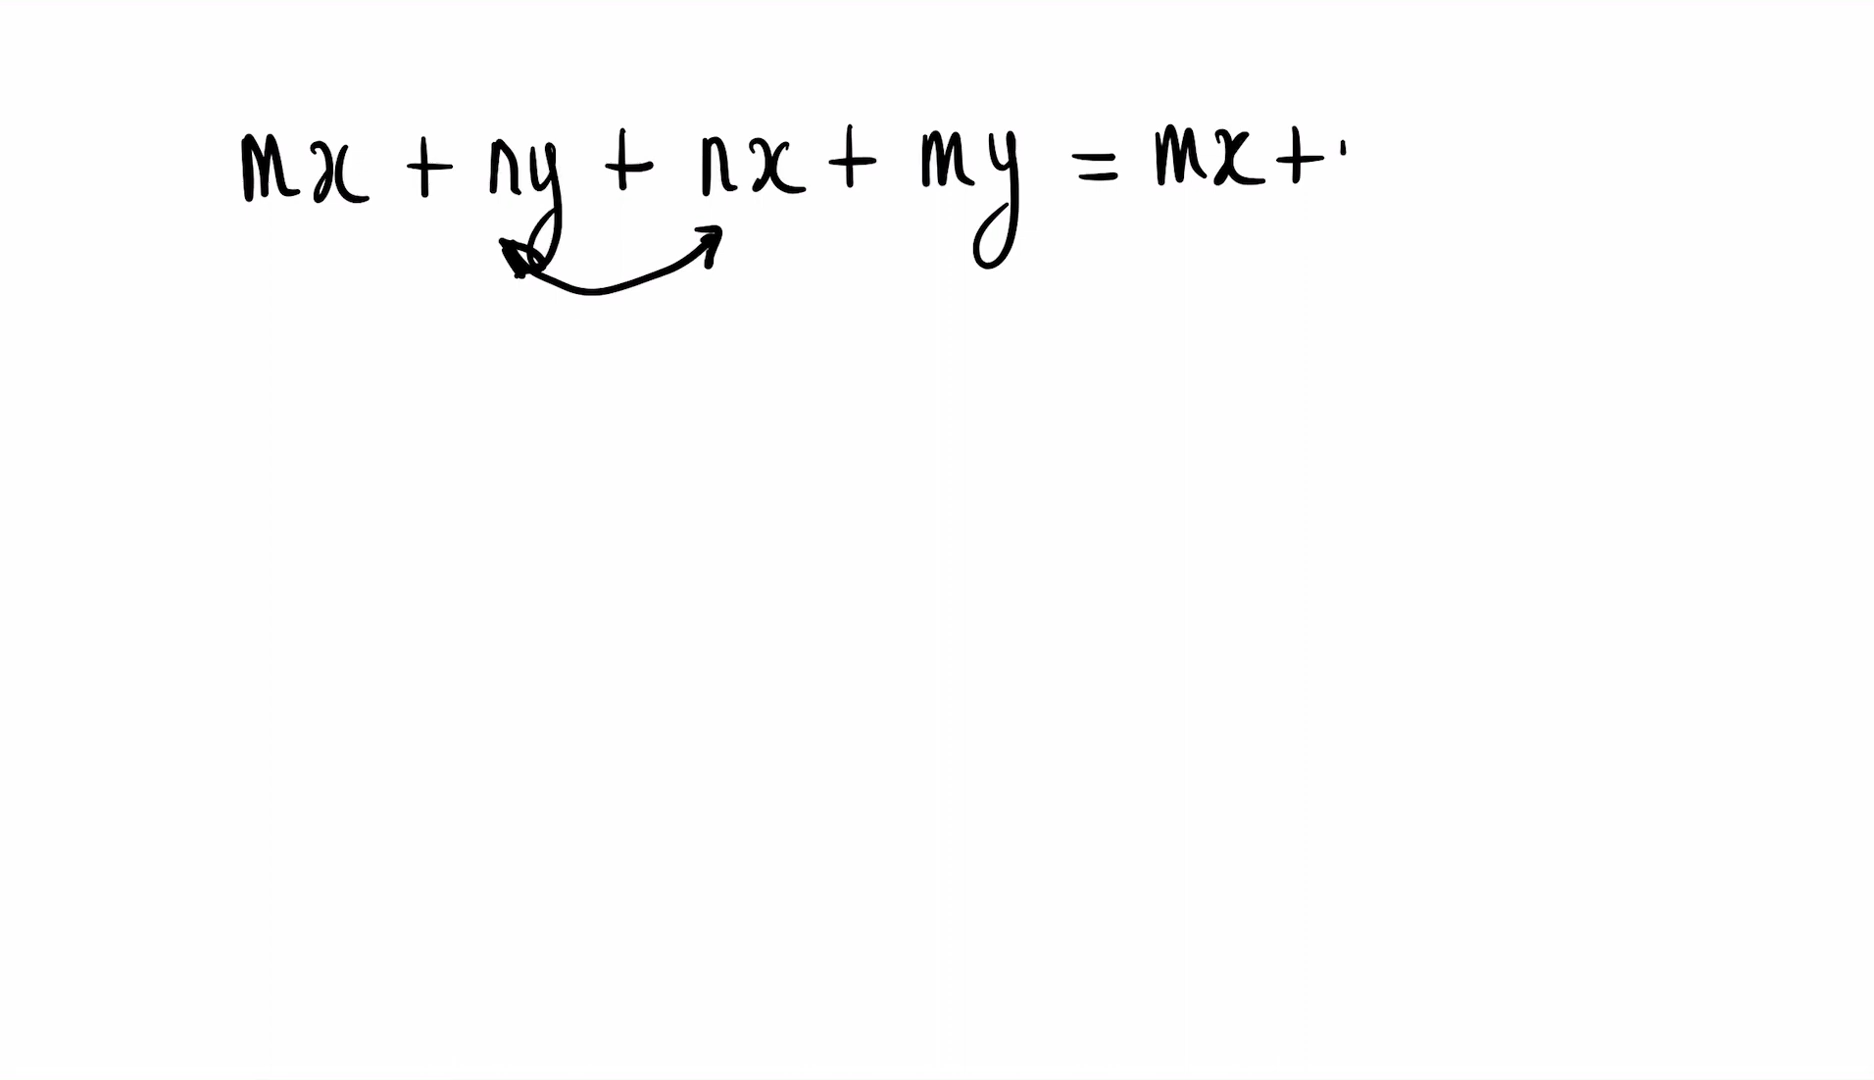 mx + ny + nx + my = mx +